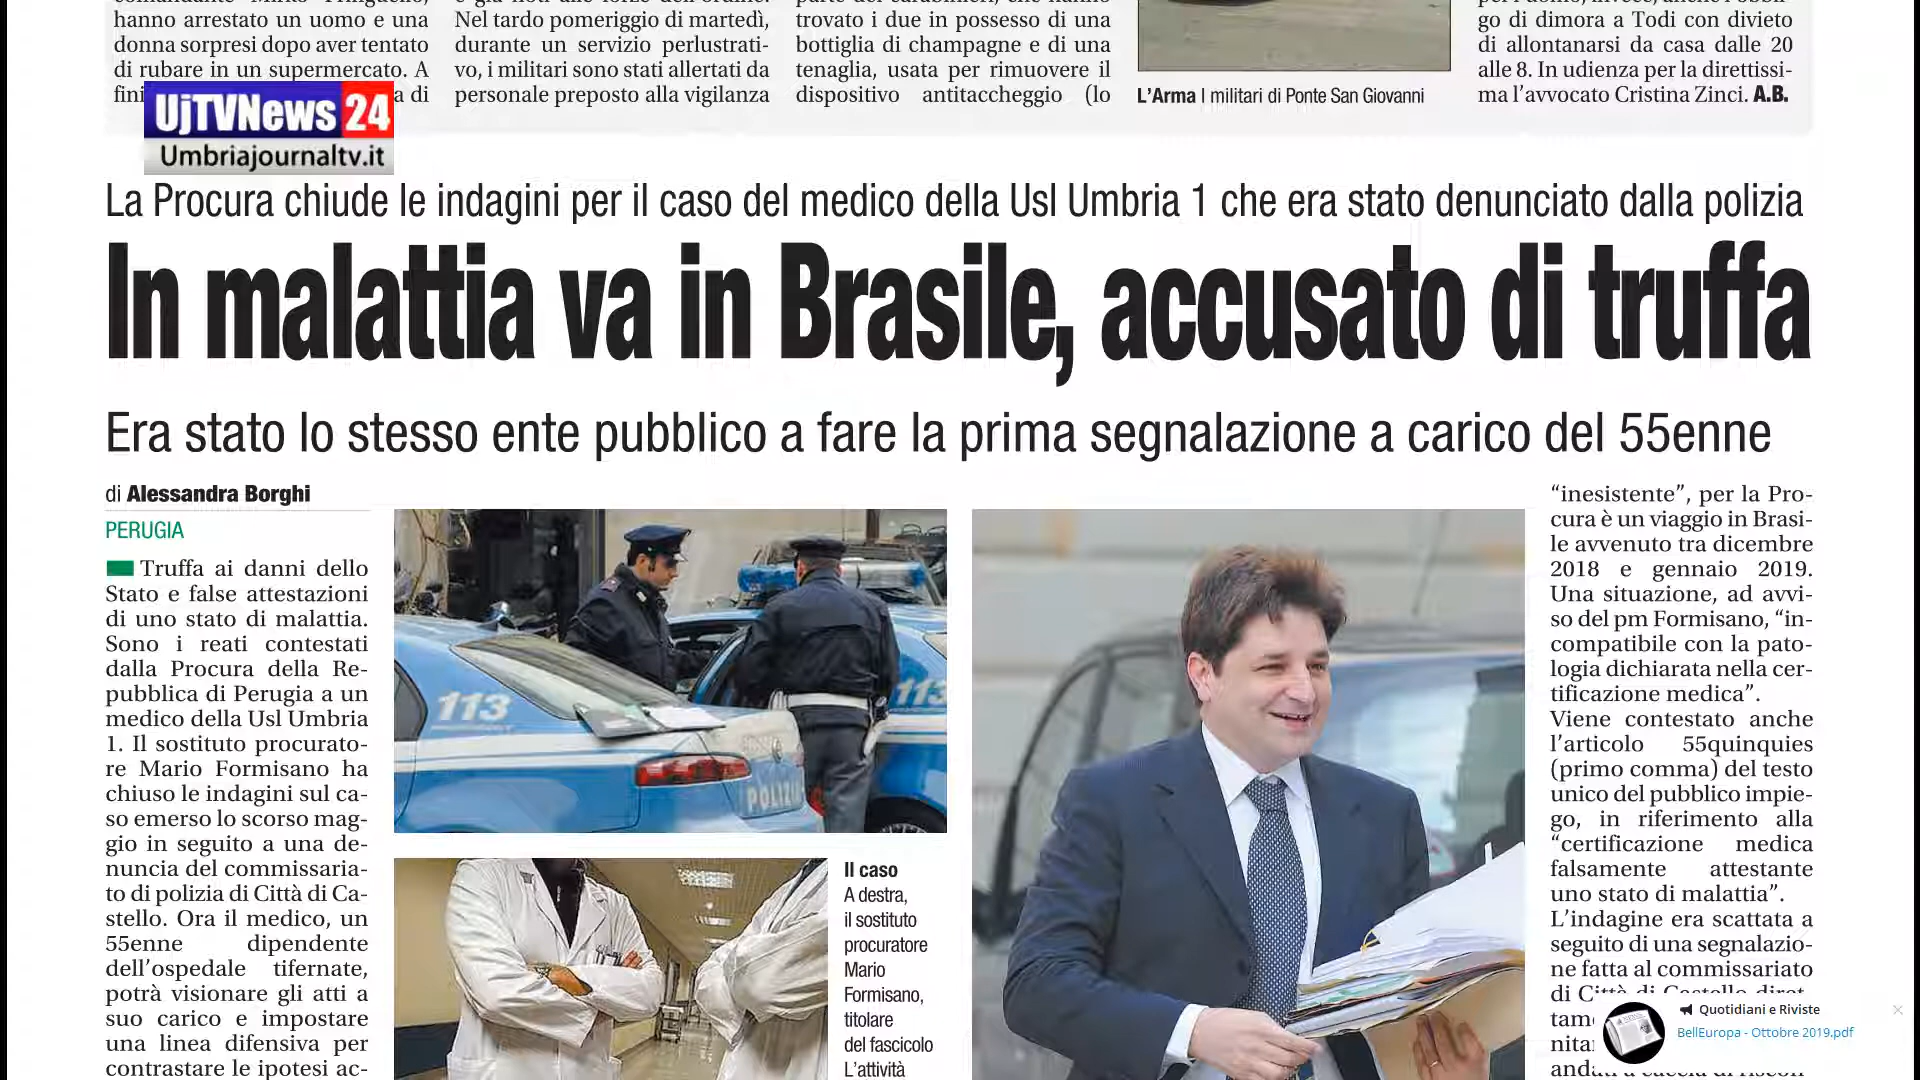 hanno arrestato un uomo e una
donna sorpresi dopo aver tentato
di rubare in un supermercato. A
fini
a di
Nel tardo pomeriggio di martedì,
durante un servizio perlustrati-
vo, i militari sono stati allertati da
personale preposto alla vigilanza
trovato i due in possesso di una
bottiglia di champagne e di una
tenaglia, usata per rimuovere il
dispositivo antitaccheggio (lo
L'Arma I militari di Ponte San Giovanni
go di dimora a Todi con divieto
di allontanarsi da casa dalle 20
alle 8. In udienza per la direttissi-
ma l'avvocato Cristina Zinci. A.B.
UjTVNews 24
Umbriajournaltv.it
La Procura chiude le indagini per il caso del medico della Usl Umbria 1 che era stato denunciato dalla polizia
In malattia va in Brasile, accusato di truffa
Era stato lo stesso ente pubblico a fare la prima segnalazione a carico del 55enne
di Alessandra Borghi
PERUGIA
Truffa ai danni dello
Stato e false attestazioni
di uno stato di malattia.
Sono i reati contestati
dalla Procura della Re-
pubblica di Perugia a un
medico della Usl Umbria
1. Il sostituto procurato-
re Mario Formisano ha
chiuso le indagini sul ca-
so emerso lo scorso mag-
gio in seguito a una de-
nuncia del commissaria-
to di polizia di Città di Ca-
stello. Ora il medico, un
55enne dipendente
dell'ospedale tifernate,
potrà visionare gli atti a
suo carico e impostare
una linea difensiva per
contrastare le ipotesi ac-
113
113
POLIZIA
Il caso
A destra,
il sostituto
procuratore
Mario
Formisano,
titolare
del fascicolo
L'attività
"inesistente", per la Pro-
cura è un viaggio in Brasi-
le avvenuto tra dicembre
2018 e gennaio 2019.
Una situazione, ad avvi-
so del pm Formisano, "in-
compatibile con la pato-
logia dichiarata nella cer-
tificazione medica".
Viene contestato anche
l'articolo 55quinquies
(primo comma) del testo
unico del pubblico impie-
go, in riferimento alla
"certificazione medica
falsamente attestante
uno stato di malattia".
L'indagine era scattata a
seguito di una segnalazio-
ne fatta al commissariato
di Città di Castello diret-
tam
nitar
Quotidiani e Riviste
BellEuropa - Ottobre 2019.pdf